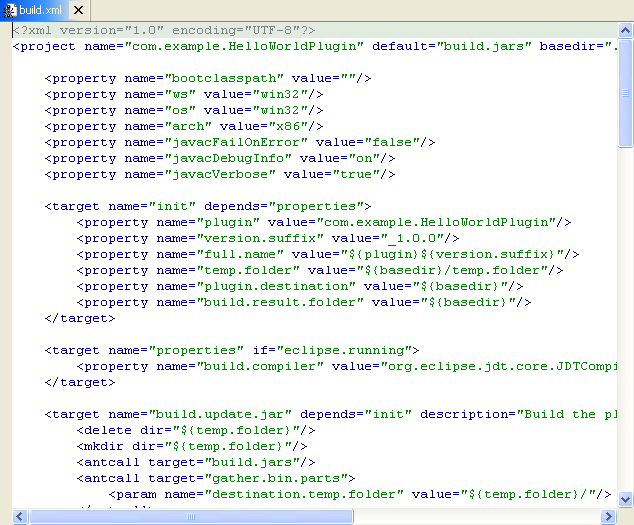 build.xml
<?xml version="1.0" encoding="UTF-8"?>
<project name="com.example.HelloWorldPlugin" default="build.jars" basedir=".
<property name="bootclasspath" value=""/>
<property name="ws" value="win32"/>
<property name="os" value="win32"/>
<property name="arch" value="x86"/>
<property name="javacFailOnError" value="false"/>
<property name="javacDebugInfo" value="on"/>
<property name="javacVerbose" value="true"/>
<target name="init" depends="properties">
<property name="plugin" value="com.example.HelloWorldPlugin"/>
<property name="version.suffix" value="_1.0.0"/>
<property name="full.name" value="${plugin}${version.suffix}"/>
<property name="temp.folder" value="${basedir}/temp.folder"/>
<property name="plugin.destination" value="${basedir}"/>
<property name="build.result.folder" value="${basedir}"/>
</target>
<target name="properties" if="eclipse.running">
<property name="build.compiler" value="org.eclipse.jdt.core.JDTCompi
</target>
<target name="build.update.jar" depends="init" description="Build the pl
<delete dir="${temp.folder}"/>
<mkdir dir="${temp.folder}"/>
<antcall target="build.jars"/>
<antcall target="gather.bin.parts">
<param name="destination.temp.folder" value="${temp.folder}/"/>